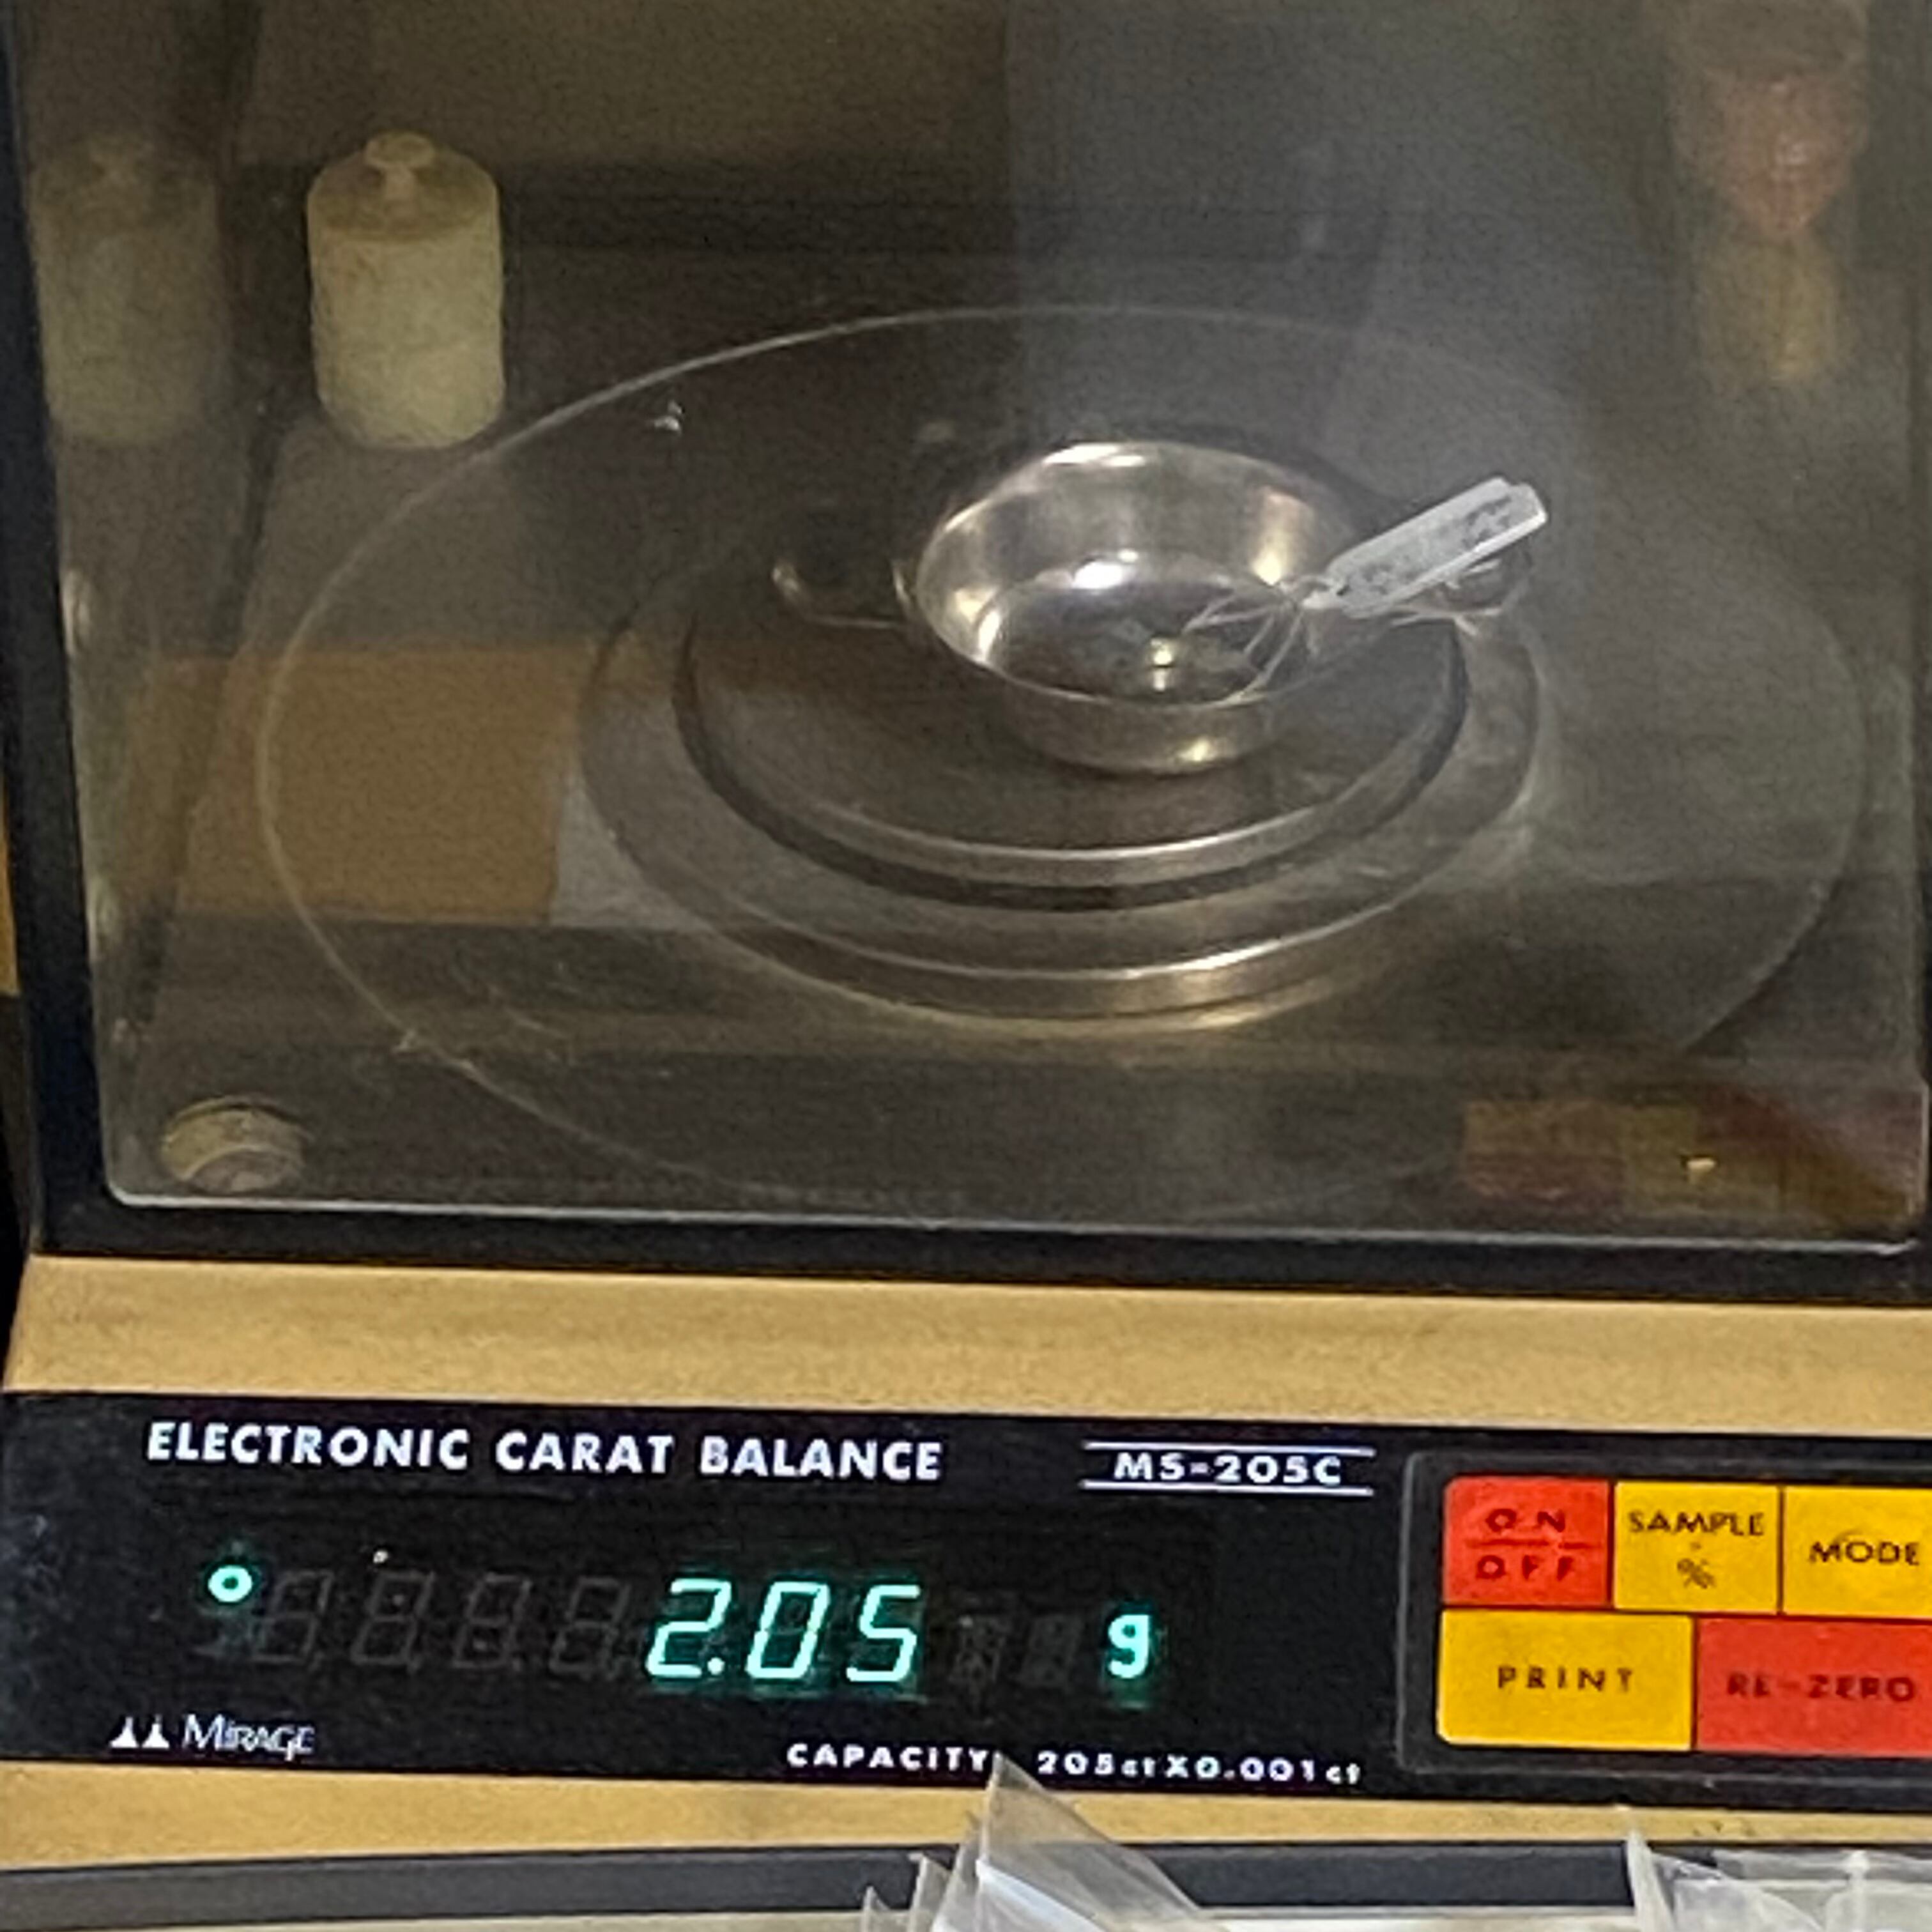 ELECTRONIC CARAT BALANCE
MS-205C
ON
OFF
SAMPLE
%
MODE
2.05 g
PRINT
RE-ZERO
MIRAGE
CAPACITY 205ct X0.001ct